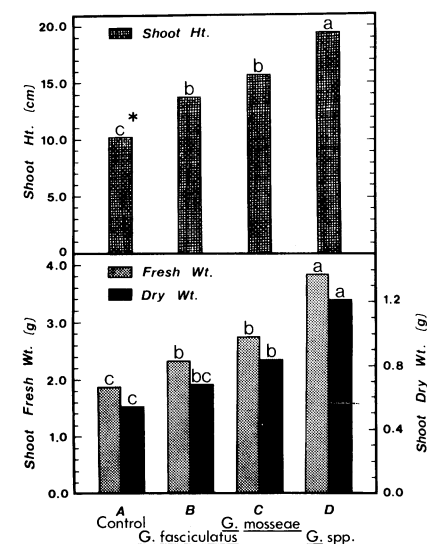 20.0
Shoot Ht.
a
15.0
b
b
c *
10.0
5.0
0
Shoot Ht. (cm)
4.0
Fresh Wt.
Dry Wt.
a
a
3.0
1.2
b
b
b
bc
2.0
0.8
c
c
1.0
0.4
0.0
0.0
Shoot Fresh Wt. (g)
Shoot Dry Wt. (g)
A B C D
Control G. mosseae
G. fasciculatus G. spp.